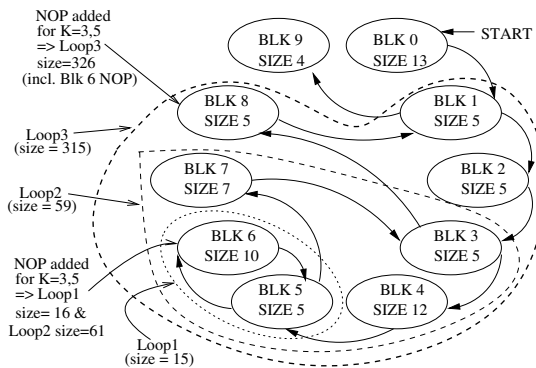 NOP added
for K=3,5
=> Loop3
size=326
(incl. Blk 6 NOP)
BLK 9
SIZE 4
BLK 0
SIZE 13
START
BLK 8
SIZE 5
BLK 1
SIZE 5
Loop3
(size = 315)
BLK 7
SIZE 7
BLK 2
SIZE 5
Loop2
(size = 59)
BLK 6
SIZE 10
BLK 3
SIZE 5
NOP added
for K=3,5
=> Loop1
size= 16 &
Loop2 size=61
BLK 5
SIZE 5
BLK 4
SIZE 12
Loop1
(size = 15)